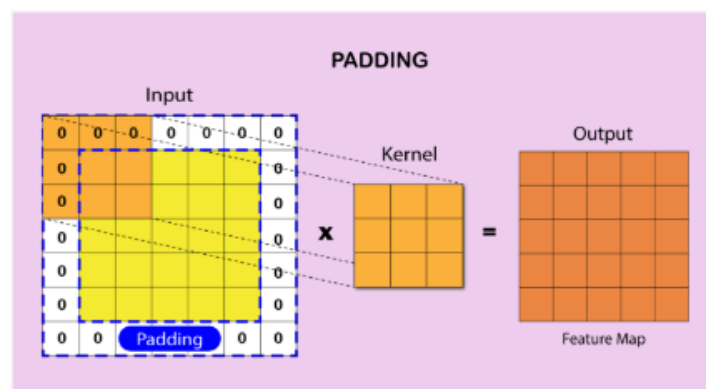 PADDING
Input
Kernel
Output
0 0 0 0 0 0 0
0 0
0 0
0 0
0 0
0 0
0 0 Padding 0 0
x
=
Feature Map